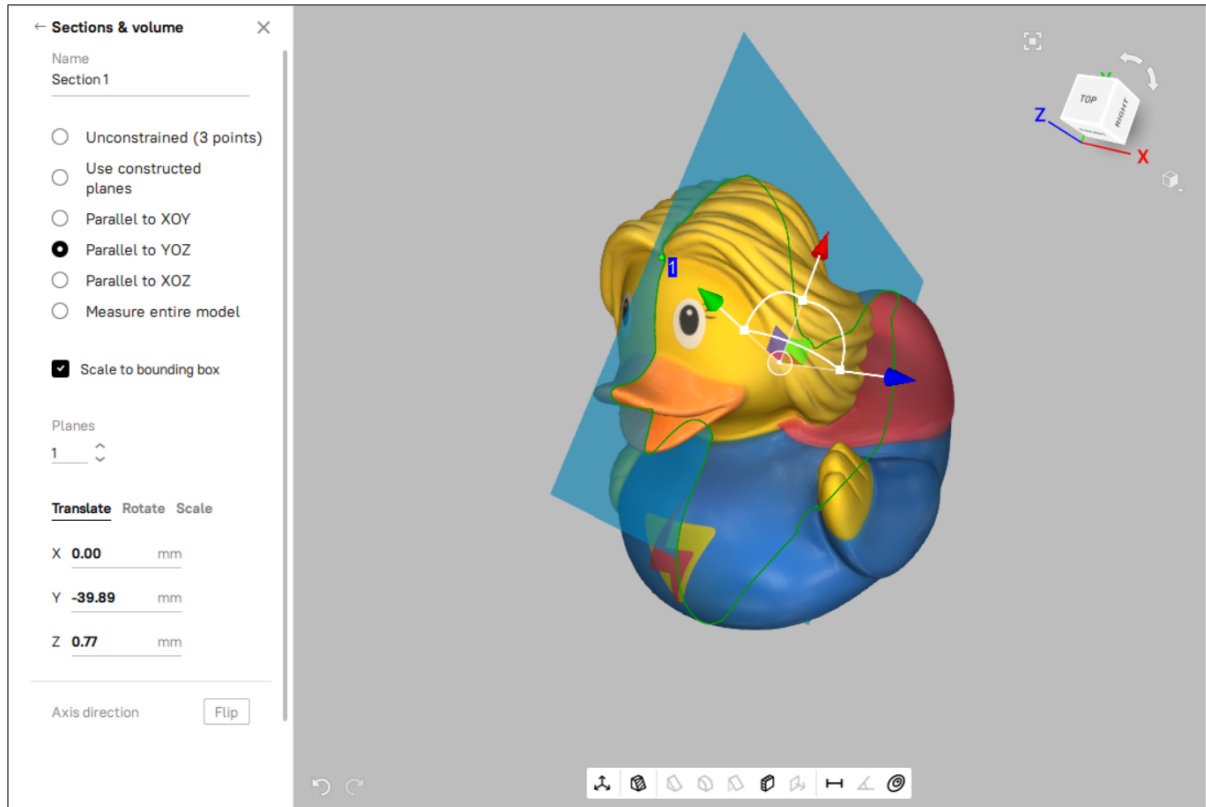 ← Sections & volume ×
Name
Section 1
Unconstrained (3 points)
Use constructed
planes
Parallel to XOY
Parallel to YOZ
Parallel to XOZ
Measure entire model
Scale to bounding box
Planes
1
Translate Rotate Scale
X 0.00 mm
Y -39.89 mm
Z 0.77 mm
Axis direction Flip
1
Y
TOP
RIGHT
Z
X